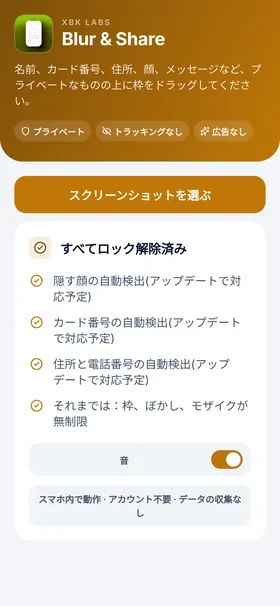 XBK LABS
Blur & Share
名前、カード番号、住所、顔、メッセージなど、プ
ライベートなものの上に枠をドラッグしてくださ
い。
プライベート
トラッキングなし
広告なし
スクリーンショットを選ぶ
すべてロック解除済み
隠す顔の自動検出(アップデートで対
応予定)
カード番号の自動検出(アップデート
で対応予定)
住所と電話番号の自動検出(アップ
デートで対応予定)
それまでは：枠、ぼかし、モザイクが
無制限
音
スマホ内で動作 · アカウント不要 · データの収集な
し